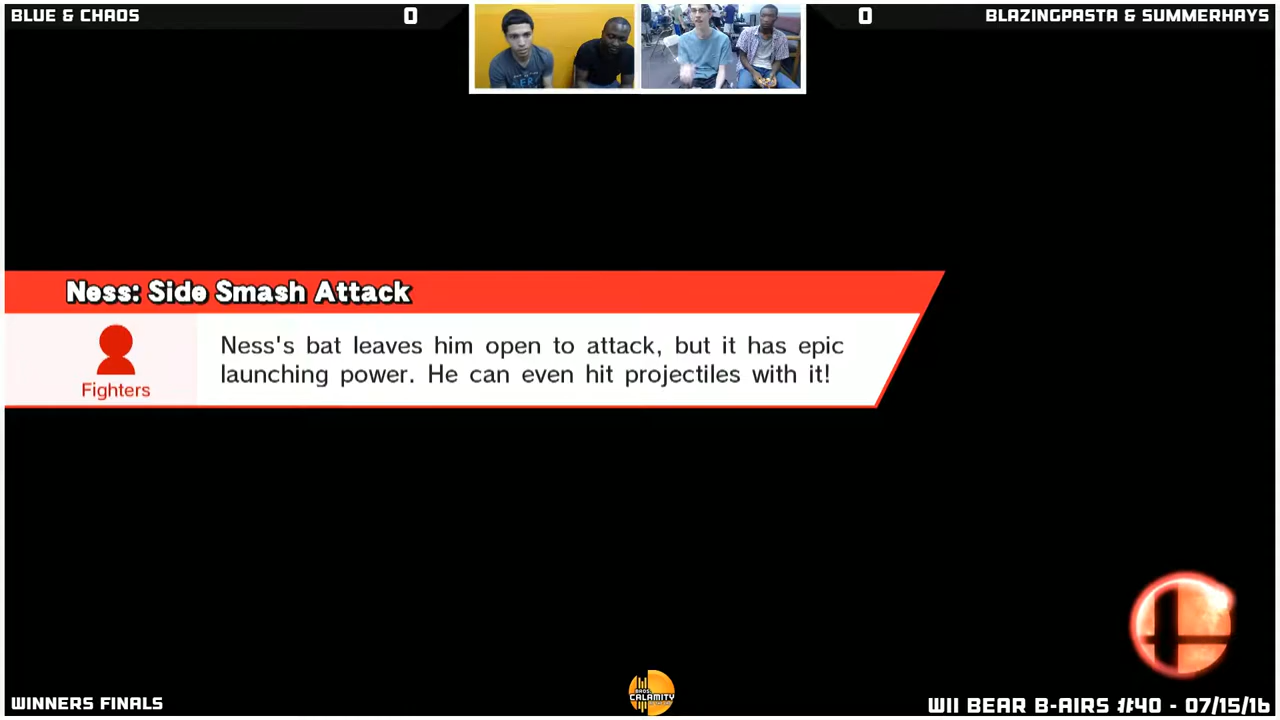 BLUE & CHAOS
0
0
BLAZINGPASTA & SUMMERHAYS
Ness: Side Smash Attack
Fighters
Ness's bat leaves him open to attack, but it has epic
launching power. He can even hit projectiles with it!
WINNERS FINALS
BROS.
CALAMITY
WII BEAR B-AIRS #40 - 07/15/16